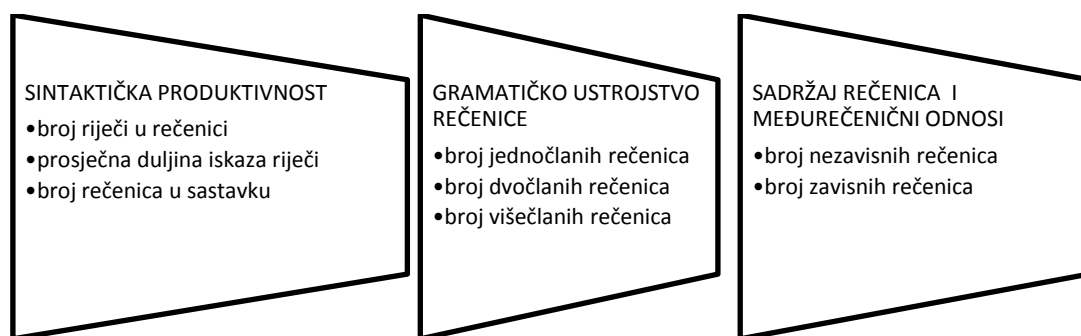 SINTAKTIČKA PRODUKTIVNOST
•broj riječi u rečenici
•prosječna duljina iskaza riječi
•broj rečenica u sastavku
GRAMATIČKO USTROJSTVO
REČENICE
•broj jednočlanih rečenica
•broj dvočlanih rečenica
•broj višečlanih rečenica
SADRŽAJ REČENICA I
MEĐUREČENIČNI ODNOSI
•broj nezavisnih rečenica
•broj zavisnih rečenica